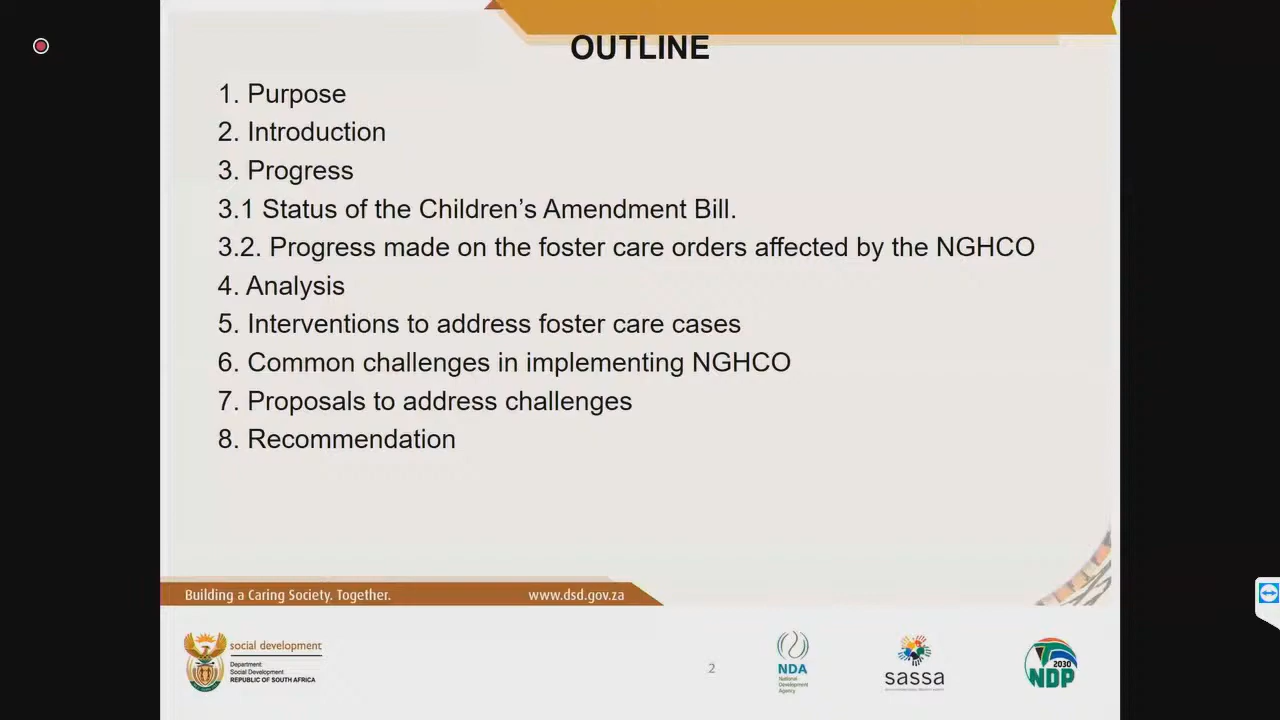 OUTLINE
1. Purpose
2. Introduction
3. Progress
3.1 Status of the Children's Amendment Bill.
3.2. Progress made on the foster care orders affected by the NGHCO
4. Analysis
5. Interventions to address foster care cases
6. Common challenges in implementing NGHCO
7. Proposals to address challenges
8. Recommendation
Building a Caring Society. Together. www.dsd.gov.za
social development
Department:
Social Development
REPUBLIC OF SOUTH AFRICA
2
NDA
National
Development
Agency
sassa
2030
NDP